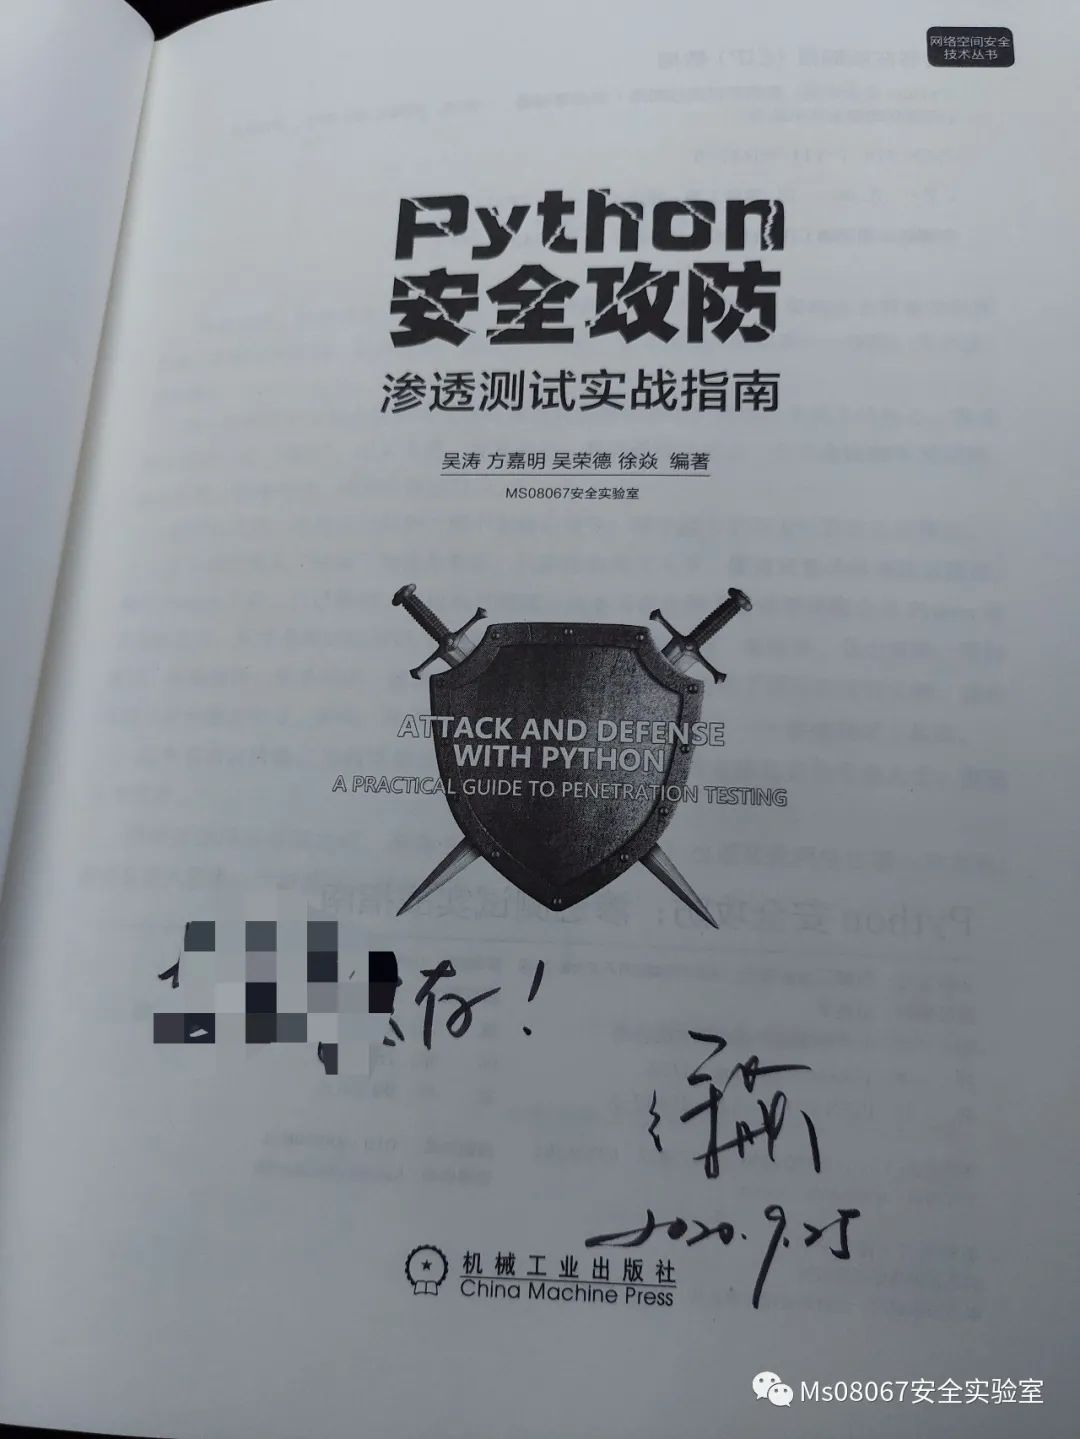 网络空间安全
技术丛书
Python
安全攻防
渗透测试实战指南
吴涛 方嘉明 吴荣德 徐焱 编著
MS08067安全实验室
ATTACK AND DEFENSE
WITH PYTHON
A PRACTICAL GUIDE TO PENETRATION TESTING
存!
徐焱
2020.9.25
机械工业出版社
China Machine Press
Ms08067安全实验室